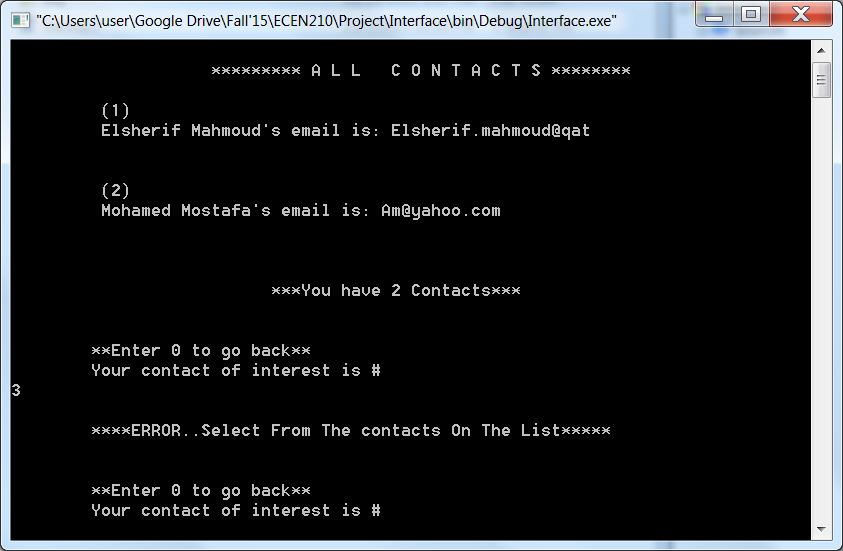 "C:\Users\user\Google Drive\Fall'15\ECEN210\Project\Interface\bin\Debug\Interface.exe"
********* A L L   C O N T A C T S ********
(1)
Elsherif Mahmoud's email is: Elsherif.mahmoud@qat
(2)
Mohamed Mostafa's email is: Am@yahoo.com
***You have 2 Contacts***
**Enter 0 to go back**
Your contact of interest is #
3
****ERROR..Select From The contacts On The List*****
**Enter 0 to go back**
Your contact of interest is #